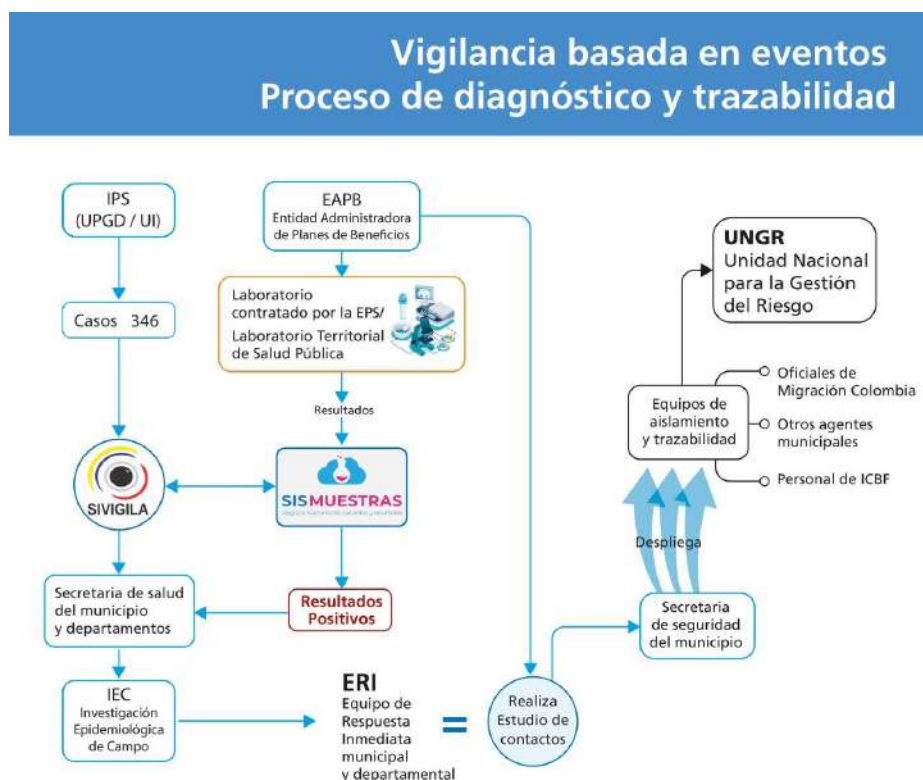 Vigilancia basada en eventos
Proceso de diagnóstico y trazabilidad
IPS
(UPGD / UI)
Casos 346
SIVIGILA
Secretaria de salud
del municipio
y departamentos
IEC
Investigación
Epidemiológica
de Campo
EAPB
Entidad Administradora
de Planes de Beneficios
Laboratorio
contratado por la EPS/
Laboratorio Territorial
de Salud Pública
Resultados
SISMUESTRAS
Resultados
Positivos
ERI
Equipo de
Respuesta
Inmediata
municipal
y departamental
=
Realiza
Estudio de
contactos
Secretaria
de seguridad
del municipio
Despliega
Equipos de
aislamiento
y trazabilidad
Oficiales de
Migración Colombia
Otros agentes
municipales
Personal de ICBF
UNGR
Unidad Nacional
para la Gestión
del Riesgo